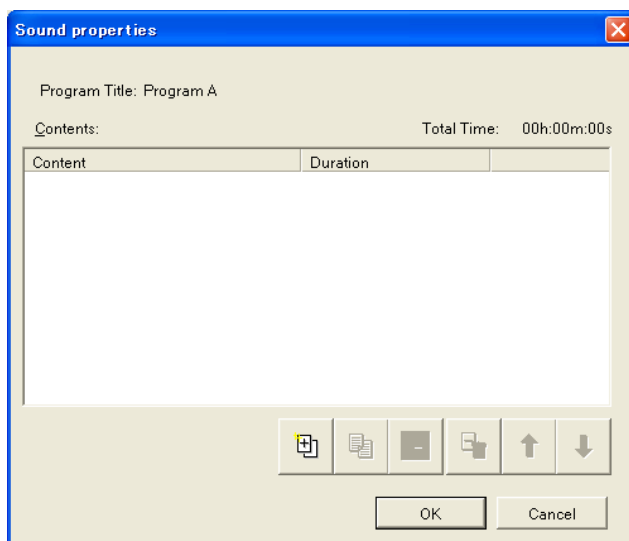 Sound properties
Program Title: Program A
Contents: Total Time: 00h:00m:00s
Content Duration
OK Cancel